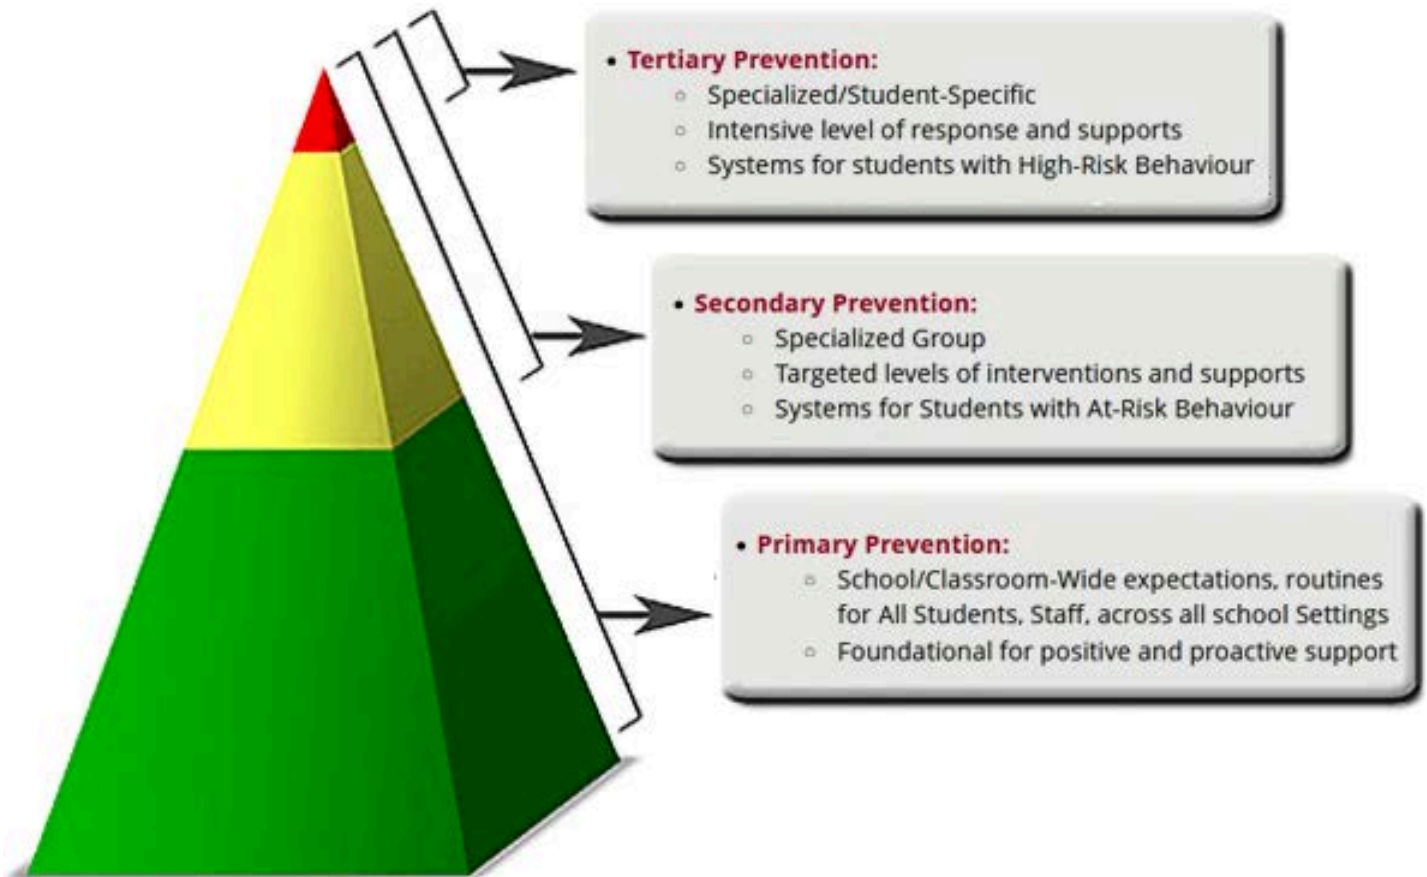 • Tertiary Prevention:
◦ Specialized/Student-Specific
◦ Intensive level of response and supports
◦ Systems for students with High-Risk Behaviour
• Secondary Prevention:
◦ Specialized Group
◦ Targeted levels of interventions and supports
◦ Systems for Students with At-Risk Behaviour
• Primary Prevention:
◦ School/Classroom-Wide expectations, routines
for All Students, Staff, across all school Settings
◦ Foundational for positive and proactive support